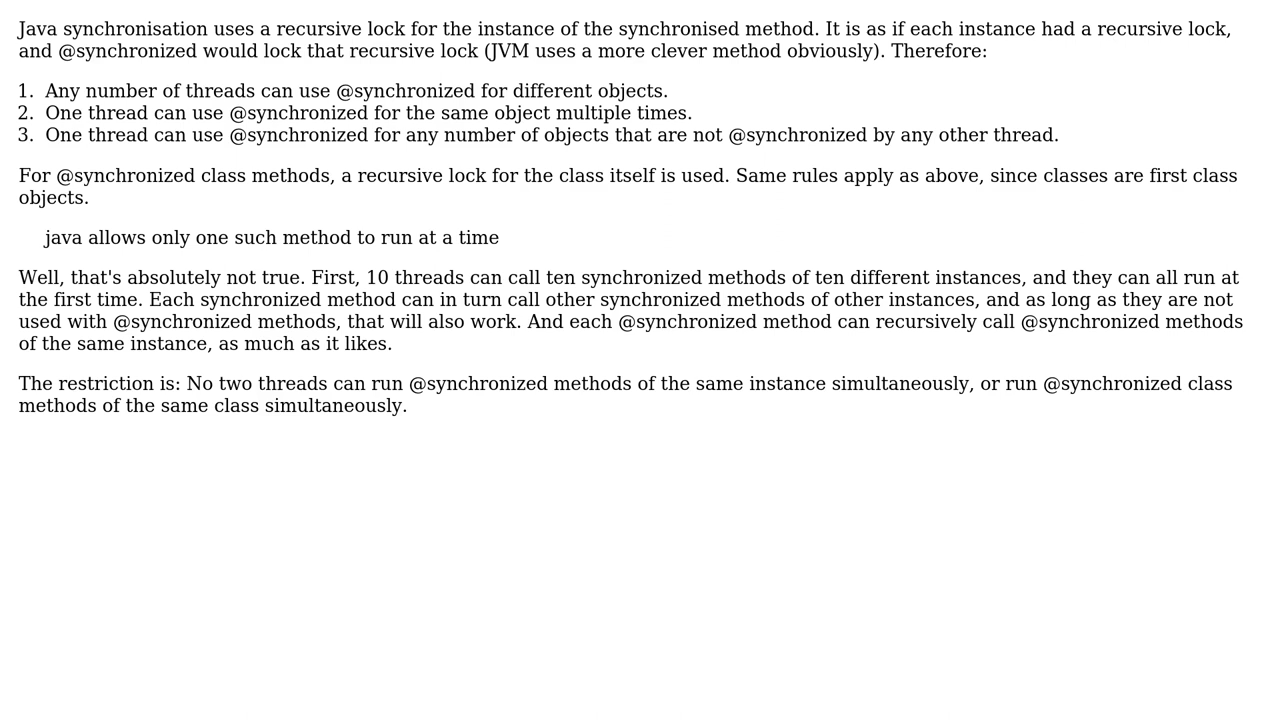 Java synchronisation uses a recursive lock for the instance of the synchronised method. It is as if each instance had a recursive lock,
and @synchronized would lock that recursive lock (JVM uses a more clever method obviously). Therefore:
1. Any number of threads can use @synchronized for different objects.
2. One thread can use @synchronized for the same object multiple times.
3. One thread can use @synchronized for any number of objects that are not @synchronized by any other thread.
For @synchronized class methods, a recursive lock for the class itself is used. Same rules apply as above, since classes are first class
objects.
java allows only one such method to run at a time
Well, that's absolutely not true. First, 10 threads can call ten synchronized methods of ten different instances, and they can all run at
the first time. Each synchronized method can in turn call other synchronized methods of other instances, and as long as they are not
used with @synchronized methods, that will also work. And each @synchronized method can recursively call @synchronized methods
of the same instance, as much as it likes.
The restriction is: No two threads can run @synchronized methods of the same instance simultaneously, or run @synchronized class
methods of the same class simultaneously.